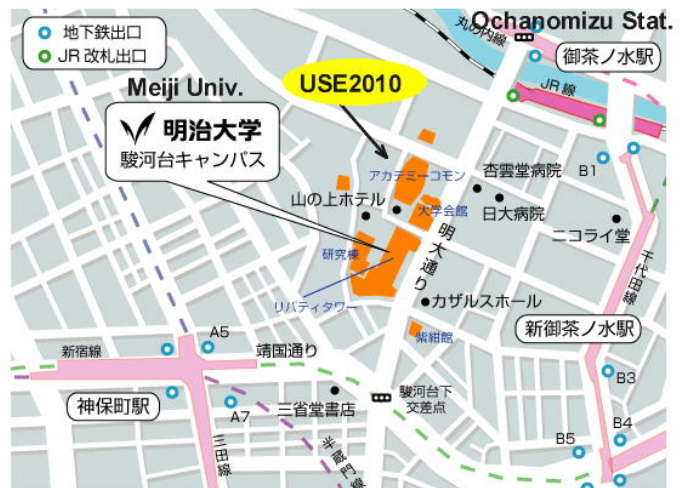 地下鉄出口
JR 改札出口
Ochanomizu Stat.
丸の内線
御茶ノ水駅
JR 線
Meiji Univ.
USE2010
明治大学
駿河台キャンパス
アカデミーコモン
杏雲堂病院
B1
山の上ホテル
大学会館
日大病院
ニコライ堂
明大通り
研究棟
千代田線
リバティタワー
カザルスホール
新御茶ノ水駅
紫紺館
A5
新宿線
靖国通り
B3
神保町駅
A7
三省堂書店
駿河台下
交差点
三田線
半蔵門線
B4
B5